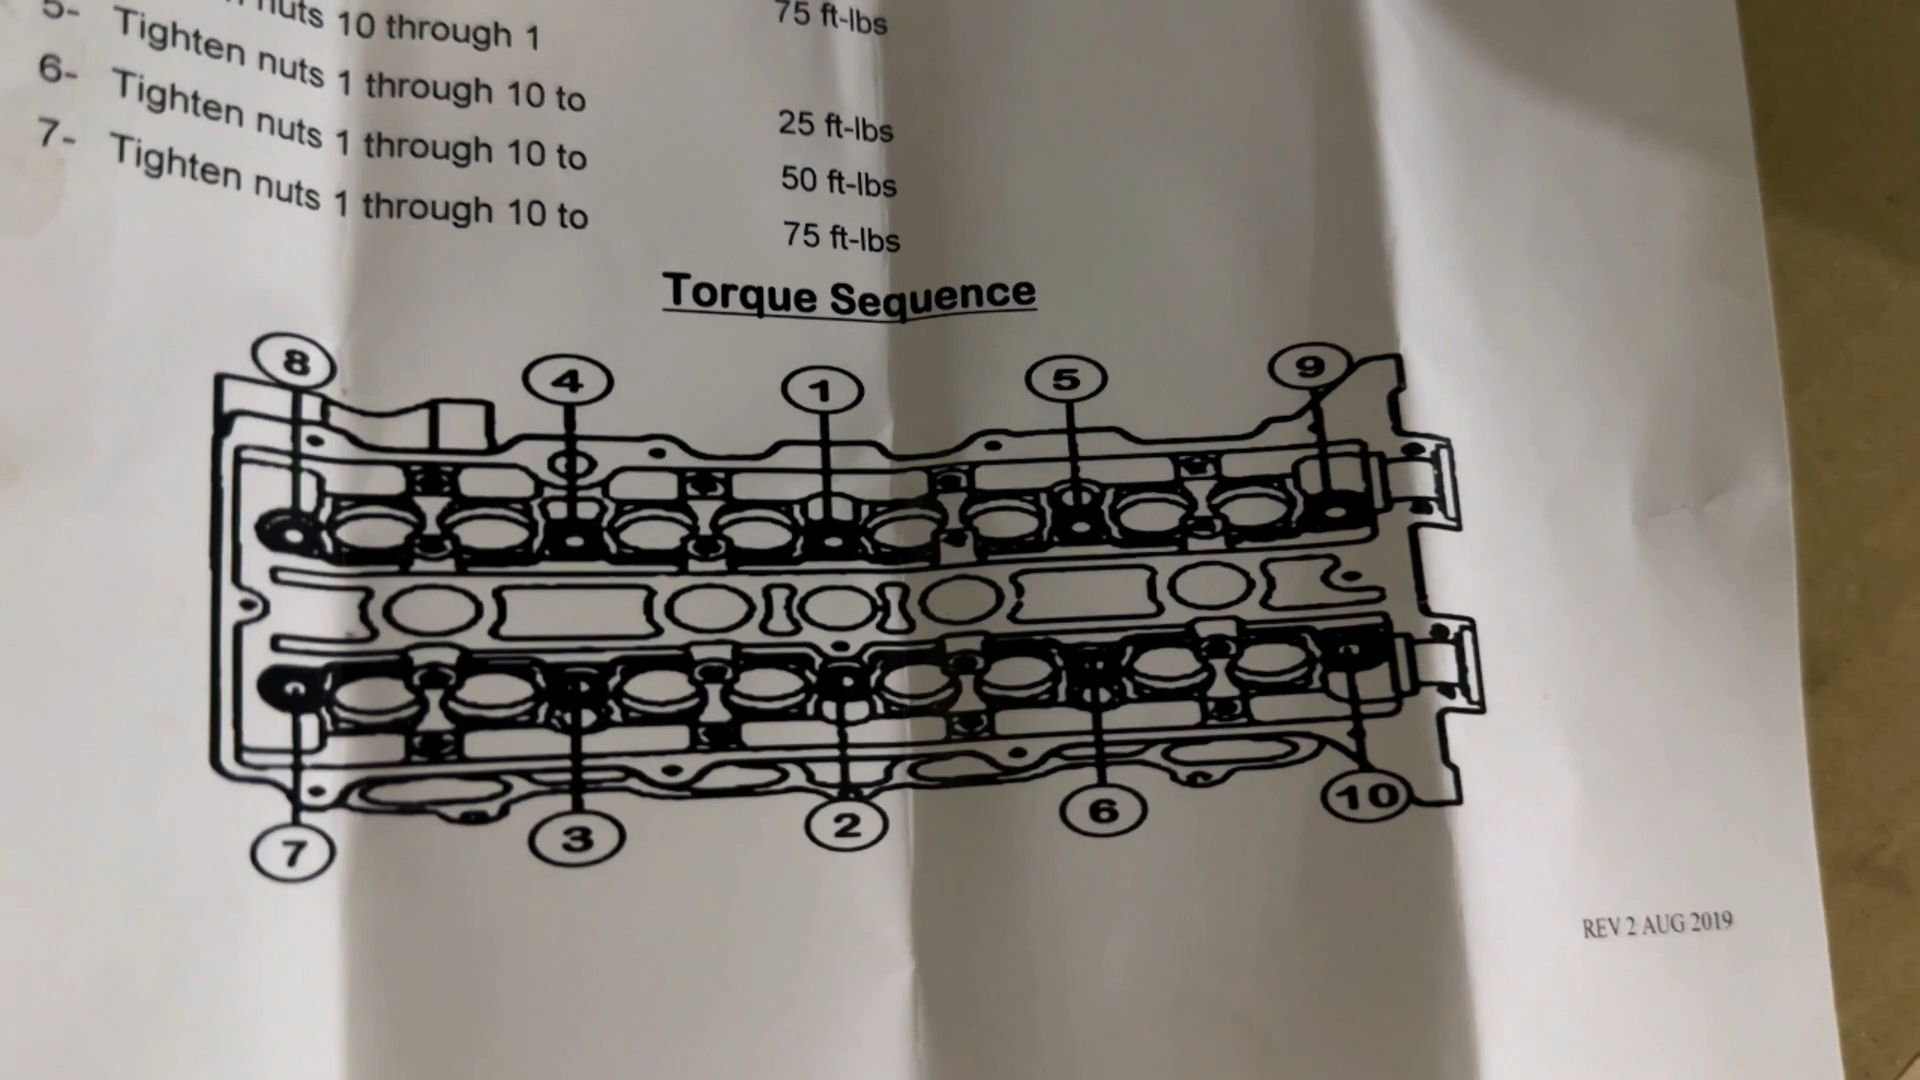 75 ft-lbs
nuts 10 through 1
5- Tighten nuts 1 through 10 to 25 ft-lbs
6- Tighten nuts 1 through 10 to 50 ft-lbs
7- Tighten nuts 1 through 10 to 75 ft-lbs
Torque Sequence
8 4 1 5 9
7 3 2 6 10
REV 2 AUG 2019